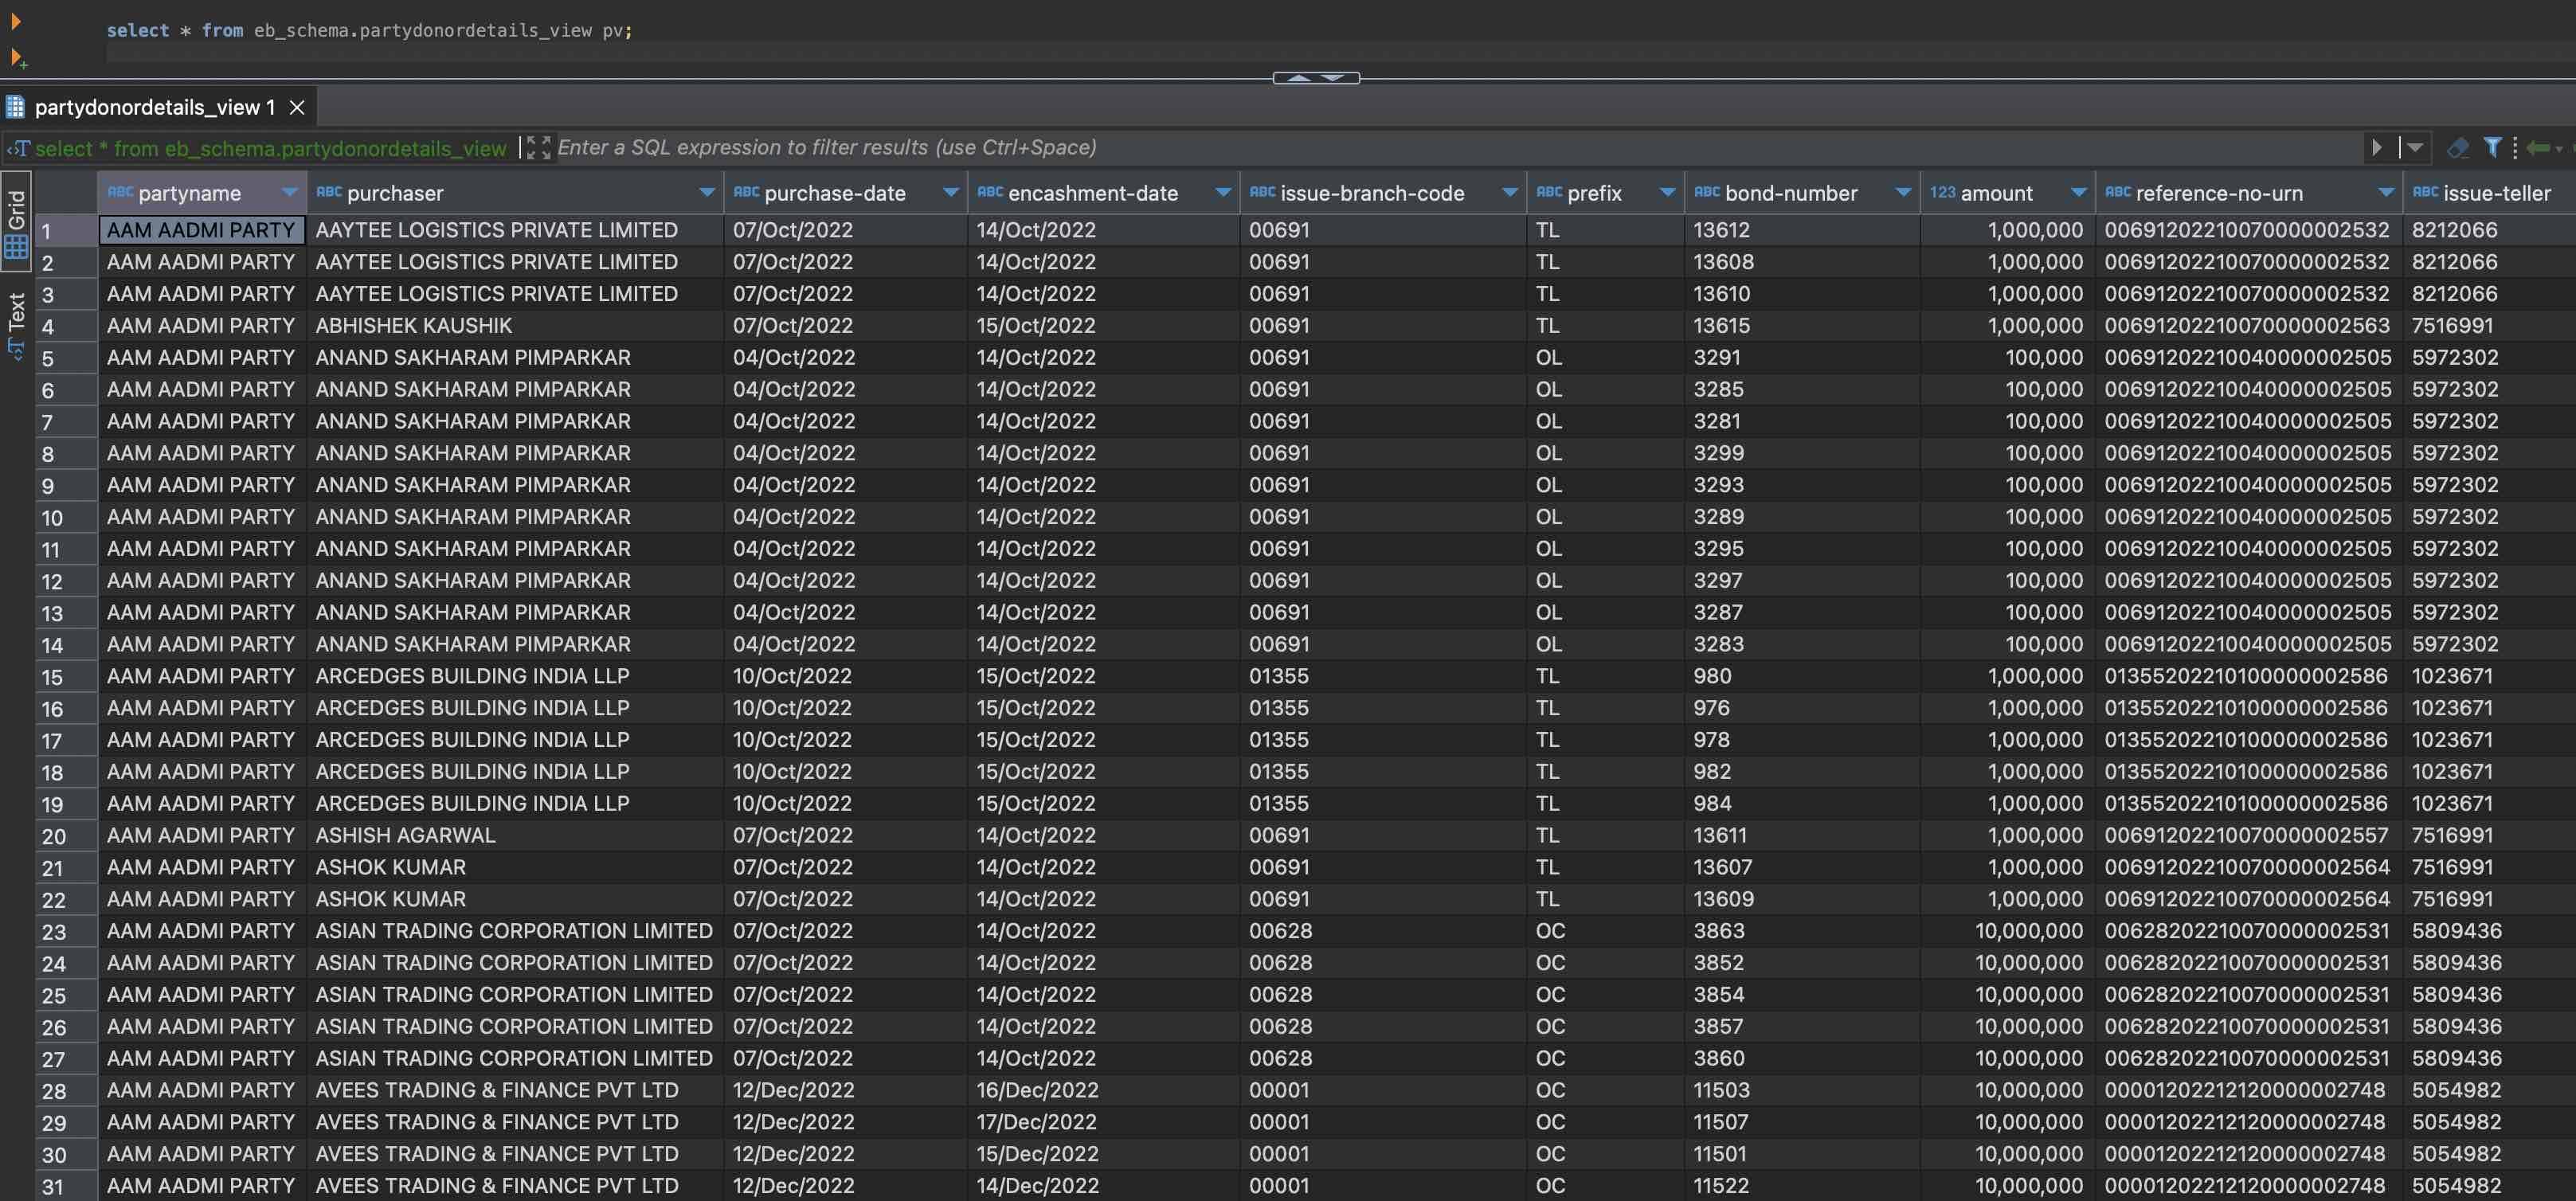 select * from eb_schema.partydonordetails_view pv;
partydonordetails_view 1
select * from eb_schema.partydonordetails_view Enter a SQL expression to filter results (use Ctrl+Space)
Grid
Text
ABC partyname ABC purchaser ABC purchase-date ABC encashment-date ABC issue-branch-code ABC prefix ABC bond-number 123 amount ABC reference-no-urn ABC issue-teller
1 AAM AADMI PARTY AAYTEE LOGISTICS PRIVATE LIMITED 07/Oct/2022 14/Oct/2022 00691 TL 13612 1,000,000 00691202210070000002532 8212066
2 AAM AADMI PARTY AAYTEE LOGISTICS PRIVATE LIMITED 07/Oct/2022 14/Oct/2022 00691 TL 13608 1,000,000 00691202210070000002532 8212066
3 AAM AADMI PARTY AAYTEE LOGISTICS PRIVATE LIMITED 07/Oct/2022 14/Oct/2022 00691 TL 13610 1,000,000 00691202210070000002532 8212066
4 AAM AADMI PARTY ABHISHEK KAUSHIK 07/Oct/2022 15/Oct/2022 00691 TL 13615 1,000,000 00691202210070000002563 7516991
5 AAM AADMI PARTY ANAND SAKHARAM PIMPARKAR 04/Oct/2022 14/Oct/2022 00691 OL 3291 100,000 00691202210040000002505 5972302
6 AAM AADMI PARTY ANAND SAKHARAM PIMPARKAR 04/Oct/2022 14/Oct/2022 00691 OL 3285 100,000 00691202210040000002505 5972302
7 AAM AADMI PARTY ANAND SAKHARAM PIMPARKAR 04/Oct/2022 14/Oct/2022 00691 OL 3281 100,000 00691202210040000002505 5972302
8 AAM AADMI PARTY ANAND SAKHARAM PIMPARKAR 04/Oct/2022 14/Oct/2022 00691 OL 3299 100,000 00691202210040000002505 5972302
9 AAM AADMI PARTY ANAND SAKHARAM PIMPARKAR 04/Oct/2022 14/Oct/2022 00691 OL 3293 100,000 00691202210040000002505 5972302
10 AAM AADMI PARTY ANAND SAKHARAM PIMPARKAR 04/Oct/2022 14/Oct/2022 00691 OL 3289 100,000 00691202210040000002505 5972302
11 AAM AADMI PARTY ANAND SAKHARAM PIMPARKAR 04/Oct/2022 14/Oct/2022 00691 OL 3295 100,000 00691202210040000002505 5972302
12 AAM AADMI PARTY ANAND SAKHARAM PIMPARKAR 04/Oct/2022 14/Oct/2022 00691 OL 3297 100,000 00691202210040000002505 5972302
13 AAM AADMI PARTY ANAND SAKHARAM PIMPARKAR 04/Oct/2022 14/Oct/2022 00691 OL 3287 100,000 00691202210040000002505 5972302
14 AAM AADMI PARTY ANAND SAKHARAM PIMPARKAR 04/Oct/2022 14/Oct/2022 00691 OL 3283 100,000 00691202210040000002505 5972302
15 AAM AADMI PARTY ARCEDGES BUILDING INDIA LLP 10/Oct/2022 15/Oct/2022 01355 TL 980 1,000,000 01355202210100000002586 1023671
16 AAM AADMI PARTY ARCEDGES BUILDING INDIA LLP 10/Oct/2022 15/Oct/2022 01355 TL 976 1,000,000 01355202210100000002586 1023671
17 AAM AADMI PARTY ARCEDGES BUILDING INDIA LLP 10/Oct/2022 15/Oct/2022 01355 TL 978 1,000,000 01355202210100000002586 1023671
18 AAM AADMI PARTY ARCEDGES BUILDING INDIA LLP 10/Oct/2022 15/Oct/2022 01355 TL 982 1,000,000 01355202210100000002586 1023671
19 AAM AADMI PARTY ARCEDGES BUILDING INDIA LLP 10/Oct/2022 15/Oct/2022 01355 TL 984 1,000,000 01355202210100000002586 1023671
20 AAM AADMI PARTY ASHISH AGARWAL 07/Oct/2022 14/Oct/2022 00691 TL 13611 1,000,000 00691202210070000002557 7516991
21 AAM AADMI PARTY ASHOK KUMAR 07/Oct/2022 14/Oct/2022 00691 TL 13607 1,000,000 00691202210070000002564 7516991
22 AAM AADMI PARTY ASHOK KUMAR 07/Oct/2022 14/Oct/2022 00691 TL 13609 1,000,000 00691202210070000002564 7516991
23 AAM AADMI PARTY ASIAN TRADING CORPORATION LIMITED 07/Oct/2022 14/Oct/2022 00628 OC 3863 10,000,000 00628202210070000002531 5809436
24 AAM AADMI PARTY ASIAN TRADING CORPORATION LIMITED 07/Oct/2022 14/Oct/2022 00628 OC 3852 10,000,000 00628202210070000002531 5809436
25 AAM AADMI PARTY ASIAN TRADING CORPORATION LIMITED 07/Oct/2022 14/Oct/2022 00628 OC 3854 10,000,000 00628202210070000002531 5809436
26 AAM AADMI PARTY ASIAN TRADING CORPORATION LIMITED 07/Oct/2022 14/Oct/2022 00628 OC 3857 10,000,000 00628202210070000002531 5809436
27 AAM AADMI PARTY ASIAN TRADING CORPORATION LIMITED 07/Oct/2022 14/Oct/2022 00628 OC 3860 10,000,000 00628202210070000002531 5809436
28 AAM AADMI PARTY AVEES TRADING & FINANCE PVT LTD 12/Dec/2022 16/Dec/2022 00001 OC 11503 10,000,000 00001202212120000002748 5054982
29 AAM AADMI PARTY AVEES TRADING & FINANCE PVT LTD 12/Dec/2022 17/Dec/2022 00001 OC 11507 10,000,000 00001202212120000002748 5054982
30 AAM AADMI PARTY AVEES TRADING & FINANCE PVT LTD 12/Dec/2022 15/Dec/2022 00001 OC 11501 10,000,000 00001202212120000002748 5054982
31 AAM AADMI PARTY AVEES TRADING & FINANCE PVT LTD 12/Dec/2022 14/Dec/2022 00001 OC 11522 10,000,000 00001202212120000002748 5054982